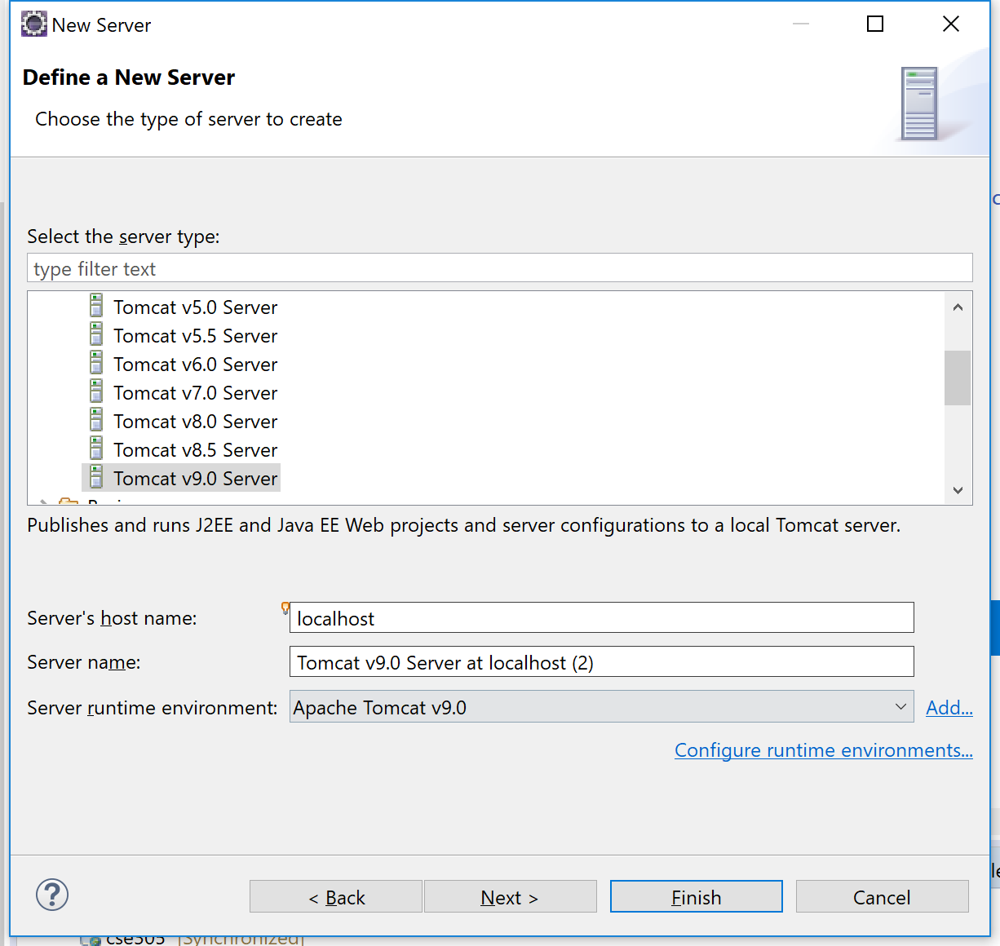 New Server
Define a New Server
Choose the type of server to create
Select the server type:
type filter text
Tomcat v5.0 Server
Tomcat v5.5 Server
Tomcat v6.0 Server
Tomcat v7.0 Server
Tomcat v8.0 Server
Tomcat v8.5 Server
Tomcat v9.0 Server
Publishes and runs J2EE and Java EE Web projects and server configurations to a local Tomcat server.
Server's host name: localhost
Server name: Tomcat v9.0 Server at localhost (2)
Server runtime environment: Apache Tomcat v9.0 Add...
Configure runtime environments...
? < Back Next > Finish Cancel
cse305 [Synchronized]